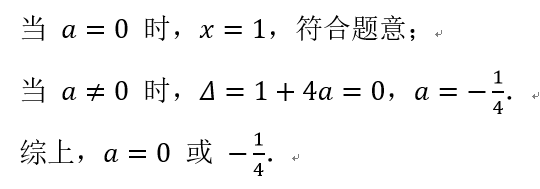 当 a = 0 时，x = 1，符合题意；
当 a ≠ 0 时，Δ = 1 + 4a = 0，a = −1/4.
综上，a = 0 或 −1/4.